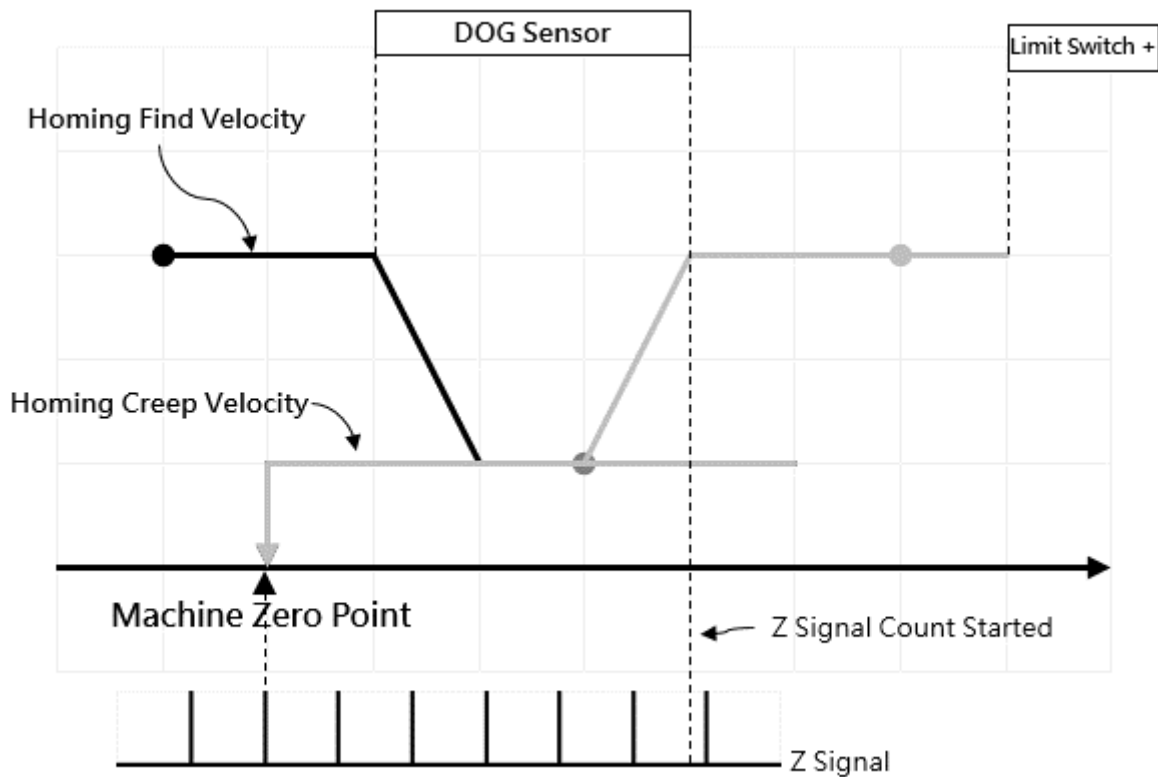 DOG Sensor
Limit Switch +
Homing Find Velocity
Homing Creep Velocity
Machine Zero Point
Z Signal Count Started
Z Signal